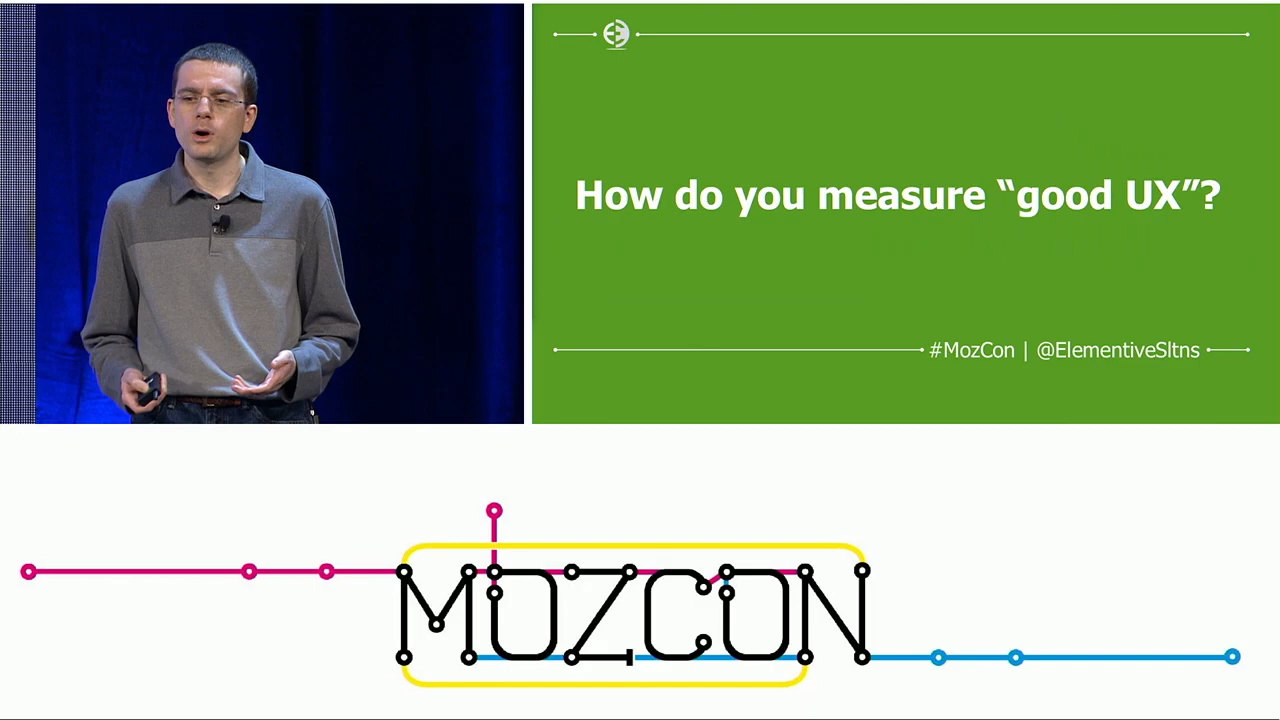 How do you measure “good UX”?
#MozCon | @ElementiveSltns
MOZCON